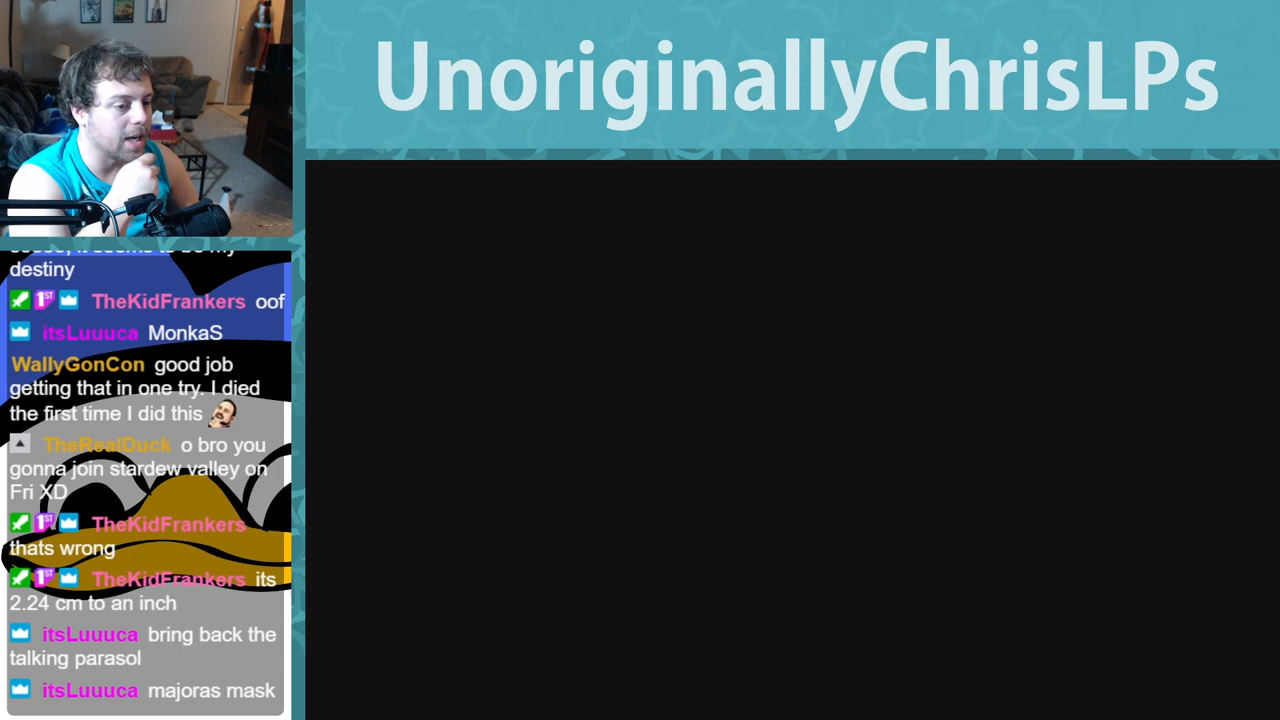 UnoriginallyChrisLPs
destiny
TheKidFrankers oof
itsLuuuca MonkaS
WallyGonCon good job
getting that in one try. I died
the first time I did this
TheRealDuck o bro you
gonna join stardew valley on
Fri XD
1ST TheKidFrankers
thats wrong
1ST TheKidFrankers its
2.24 cm to an inch
itsLuuuca bring back the
talking parasol
itsLuuuca majoras mask